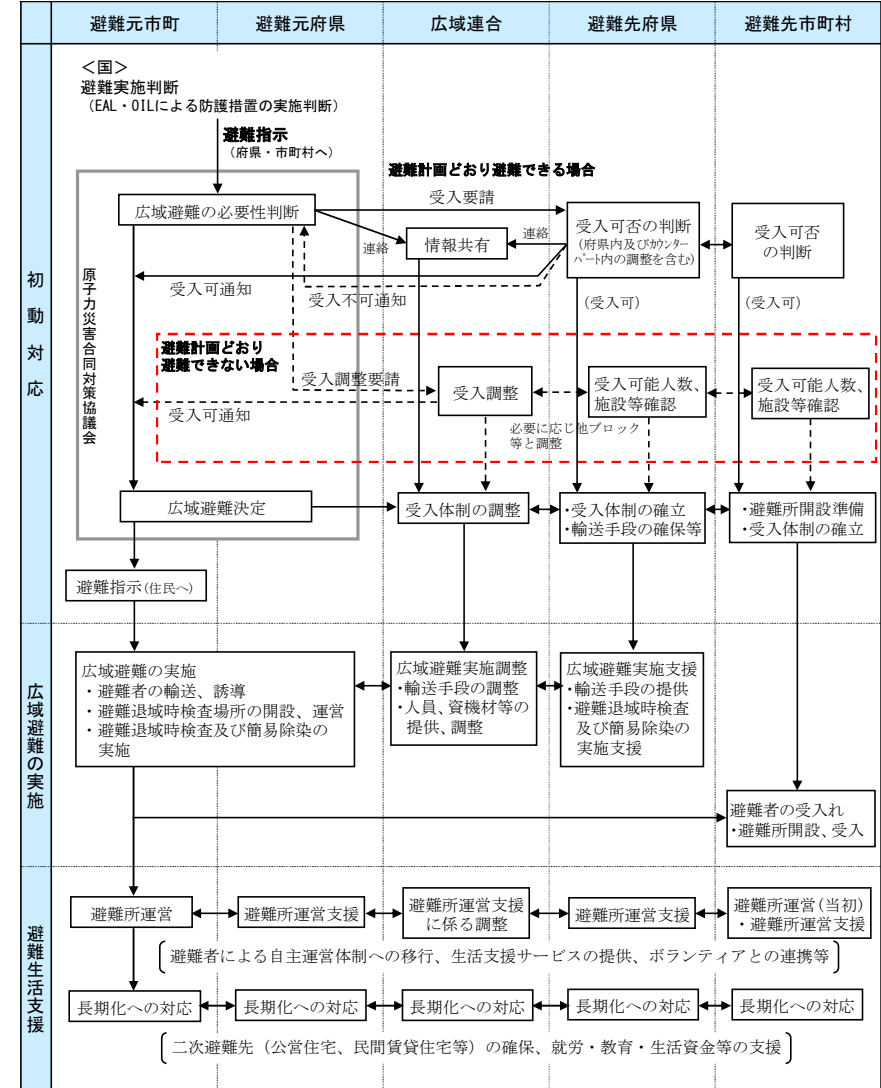 避難元市町
避難元府県
広域連合
避難先府県
避難先市町村
初動対応
＜国＞
避難実施判断
（EAL・OILによる防護措置の実施判断）
避難指示
（府県・市町村へ）
避難計画どおり避難できる場合
原子力災害合同対策協議会
広域避難の必要性判断
受入要請
連絡
情報共有
連絡
受入可否の判断
(府県内及びｶｳﾝﾀｰ
ﾊﾟｰﾄ内の調整を含む)
受入可否
の判断
受入可通知
受入不可通知
(受入可)
(受入可)
避難計画どおり
避難できない場合
受入調整要請
受入可通知
受入調整
受入可能人数、
施設等確認
受入可能人数、
施設等確認
必要に応じ他ブロック
等と調整
広域避難決定
受入体制の調整
・受入体制の確立
・輸送手段の確保等
・避難所開設準備
・受入体制の確立
避難指示(住民へ)
広域避難の実施
広域避難の実施
・避難者の輸送、誘導
・避難退域時検査場所の開設、運営
・避難退域時検査及び簡易除染の
実施
広域避難実施調整
・輸送手段の調整
・人員、資機材等の
提供、調整
広域避難実施支援
・輸送手段の提供
・避難退域時検査
及び簡易除染の
実施支援
避難者の受入れ
・避難所開設、受入
避難生活支援
避難所運営
避難所運営支援
避難所運営支援
に係る調整
避難所運営支援
避難所運営(当初)
・避難所運営支援
避難者による自主運営体制への移行、生活支援サービスの提供、ボランティアとの連携等
長期化への対応
長期化への対応
長期化への対応
長期化への対応
長期化への対応
二次避難先（公営住宅、民間賃貸住宅等）の確保、就労・教育・生活資金等の支援